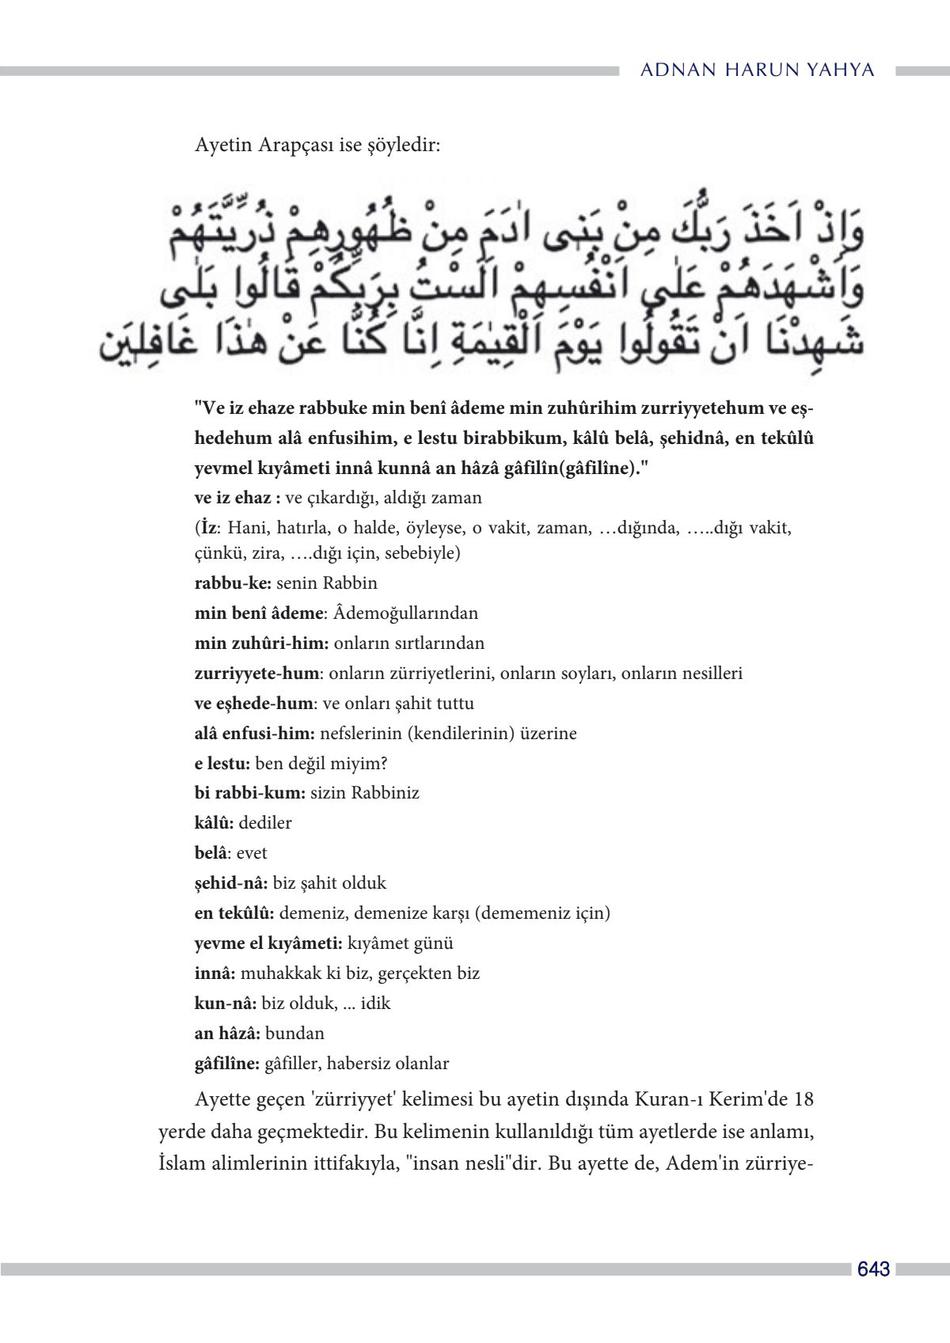 ADNAN HARUN YAHYA
Ayetin Arapçası ise şöyledir:
وَاِذْ اَخَذَ رَبُّكَ مِنْ بَنٖى اٰدَمَ مِنْ ظُهُورِهِمْ ذُرِّيَّتَهُمْ
وَاَشْهَدَهُمْ عَلٰى اَنْفُسِهِمْ اَلَسْتُ بِرَبِّكُمْ قَالُوا بَلٰى
شَهِدْنَا اَنْ تَقُولُوا يَوْمَ الْقِيٰمَةِ اِنَّا كُنَّا عَنْ هٰذَا غَافِلٖينَ
"Ve iz ehaze rabbuke min benî âdeme min zuhûrihim zurriyyetehum ve eş-
hedehum alâ enfusihim, e lestu birabbikum, kâlû belâ, şehidnâ, en tekûlû
yevmel kıyâmeti innâ kunnâ an hâzâ gâfilîn(gâfilîne)."
ve iz ehaz : ve çıkardığı, aldığı zaman
(İz: Hani, hatırla, o halde, öyleyse, o vakit, zaman, …dığında, …..dığı vakit,
çünkü, zira, ….dığı için, sebebiyle)
rabbu-ke: senin Rabbin
min benî âdeme: Âdemoğullarından
min zuhûri-him: onların sırtlarından
zurriyyete-hum: onların zürriyetlerini, onların soyları, onların nesilleri
ve eşhede-hum: ve onları şahit tuttu
alâ enfusi-him: nefslerinin (kendilerinin) üzerine
e lestu: ben değil miyim?
bi rabbi-kum: sizin Rabbiniz
kâlû: dediler
belâ: evet
şehid-nâ: biz şahit olduk
en tekûlû: demeniz, demenize karşı (dememeniz için)
yevme el kıyâmeti: kıyâmet günü
innâ: muhakkak ki biz, gerçekten biz
kun-nâ: biz olduk, ... idik
an hâzâ: bundan
gâfilîne: gâfiller, habersiz olanlar
Ayette geçen 'zürriyyet' kelimesi bu ayetin dışında Kuran-ı Kerim'de 18
yerde daha geçmektedir. Bu kelimenin kullanıldığı tüm ayetlerde ise anlamı,
İslam alimlerinin ittifakıyla, "insan nesli"dir. Bu ayette de, Adem'in zürriye-
643